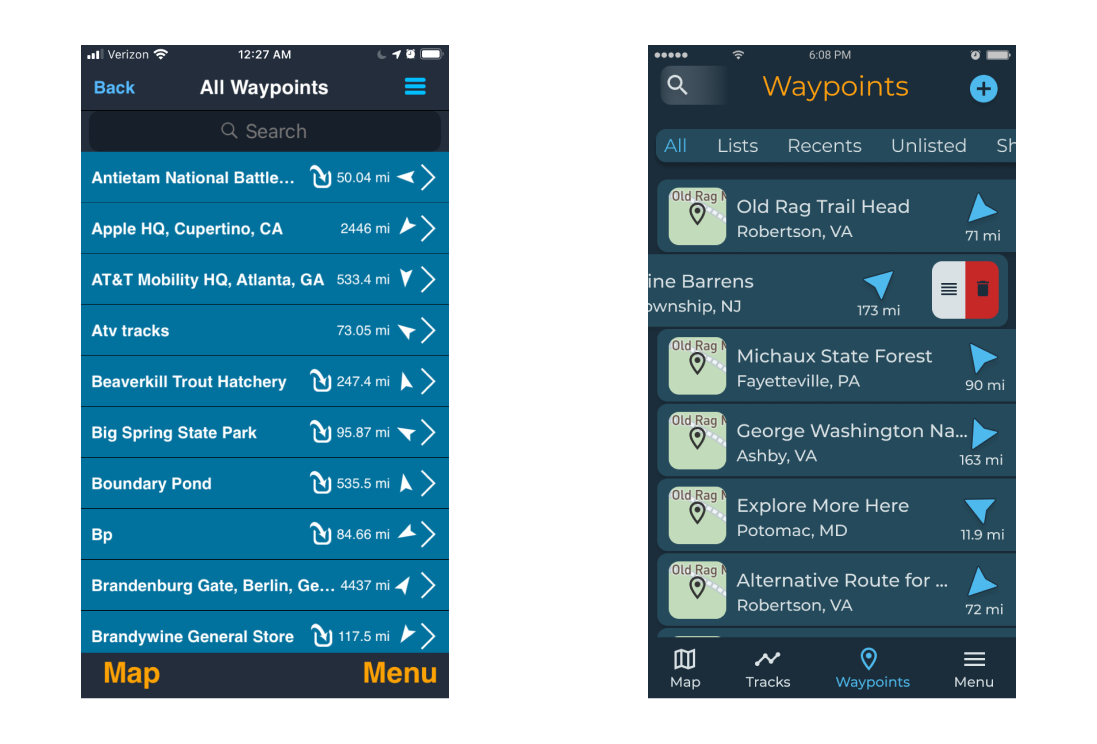 Verizon 12:27 AM
Back All Waypoints
Search
Antietam National Battle... 50.04 mi
Apple HQ, Cupertino, CA 2446 mi
AT&T Mobility HQ, Atlanta, GA 533.4 mi
Atv tracks 73.05 mi
Beaverkill Trout Hatchery 247.4 mi
Big Spring State Park 95.87 mi
Boundary Pond 535.5 mi
Bp 84.66 mi
Brandenburg Gate, Berlin, Ge... 4437 mi
Brandywine General Store 117.5 mi
Map Menu
6:08 PM
Waypoints
All Lists Recents Unlisted Sh
Old Rag N
Old Rag Trail Head
Robertson, VA
71 mi
ine Barrens
ownship, NJ
173 mi
Old Rag N
Michaux State Forest
Fayetteville, PA
90 mi
Old Rag N
George Washington Na...
Ashby, VA
163 mi
Old Rag N
Explore More Here
Potomac, MD
11.9 mi
Old Rag N
Alternative Route for ...
Robertson, VA
72 mi
Map Tracks Waypoints Menu